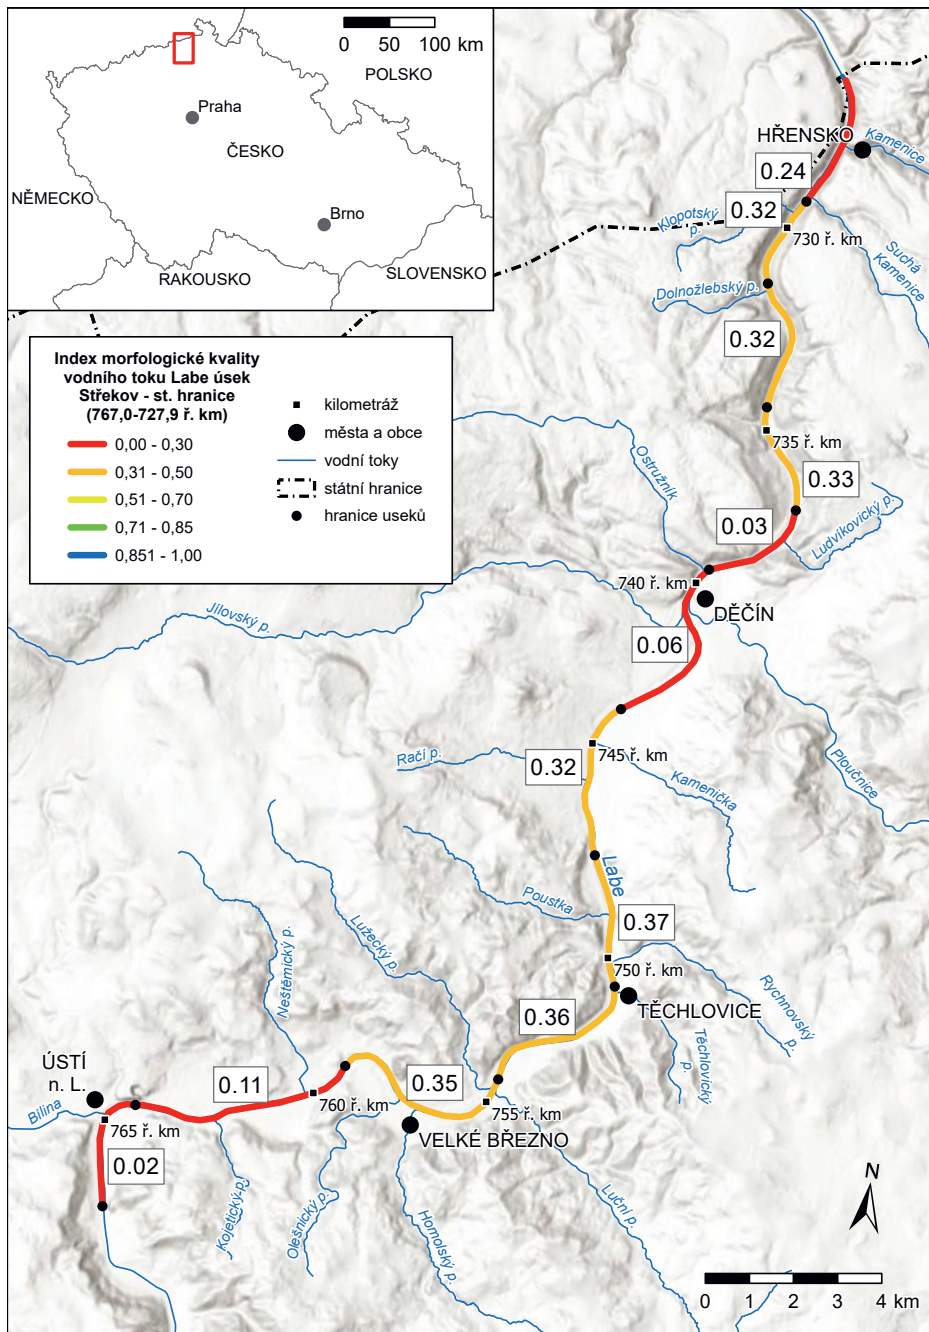 0 50 100 km
POLSKO
Praha
ČESKO
NĚMECKO
Brno
RAKOUSKO
SLOVENSKO
HŘENSKO
Kamenice
0.24
0.32
Klopotský
p.
730 ř. km
Suchá
Kamenice
Dolnožlebský p.
0.32
Index morfologické kvality
vodního toku Labe úsek
Střekov - st. hranice
(767,0-727,9 ř. km)
0,00 - 0,30
0,31 - 0,50
0,51 - 0,70
0,71 - 0,85
0,851 - 1,00
kilometráž
města a obce
vodní toky
státní hranice
hranice useků
735 ř. km
Ostružník
0.33
0.03
Ludvíkovický p.
740 ř. km
DĚČÍN
Jílovský p.
0.06
745 ř. km
Račí p.
0.32
Kamenička
Ploučnice
Labe
Poustka
0.37
Lužecký p.
Neštěmický p.
750 ř. km
Rychnovský
p.
TĚCHLOVICE
0.36
Těchlovický
p.
ÚSTÍ
n. L.
0.11
0.35
Bílina
760 ř. km
755 ř. km
765 ř. km
VELKÉ BŘEZNO
0.02
Kojetický p.
Olešnický p.
Homolský p.
Luční p.
N
0 1 2 4 km